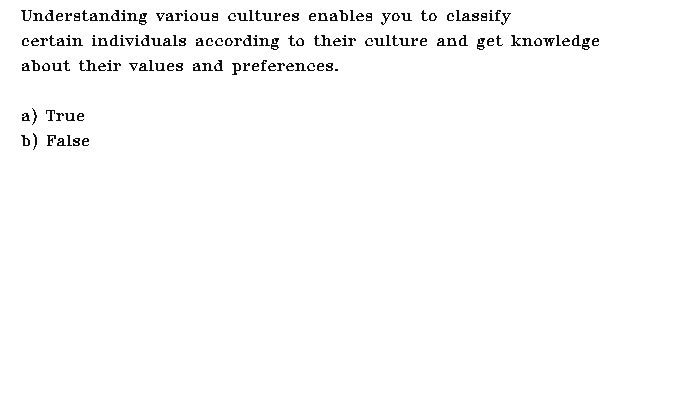 Understanding various cultures enables you to classify
certain individuals according to their culture and get knowledge
about their values and preferences.
a) True
b) False